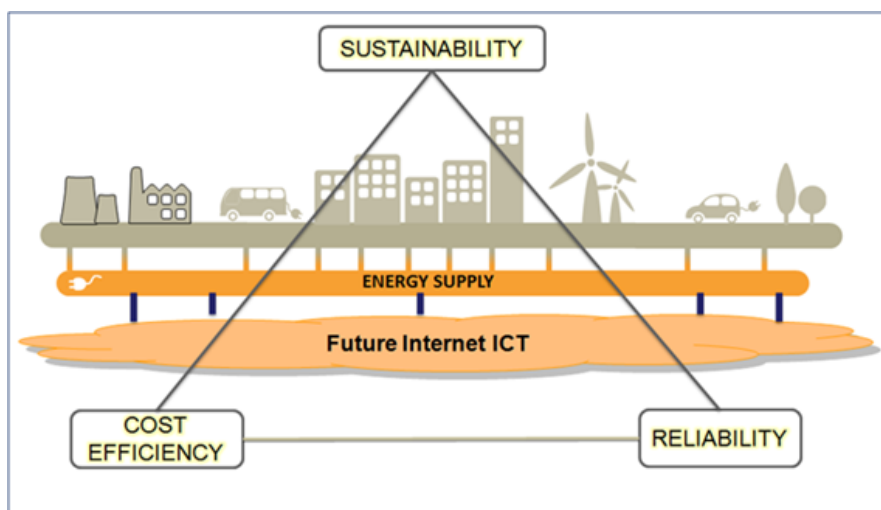 SUSTAINABILITY
ENERGY SUPPLY
Future Internet ICT
COST
EFFICIENCY
RELIABILITY